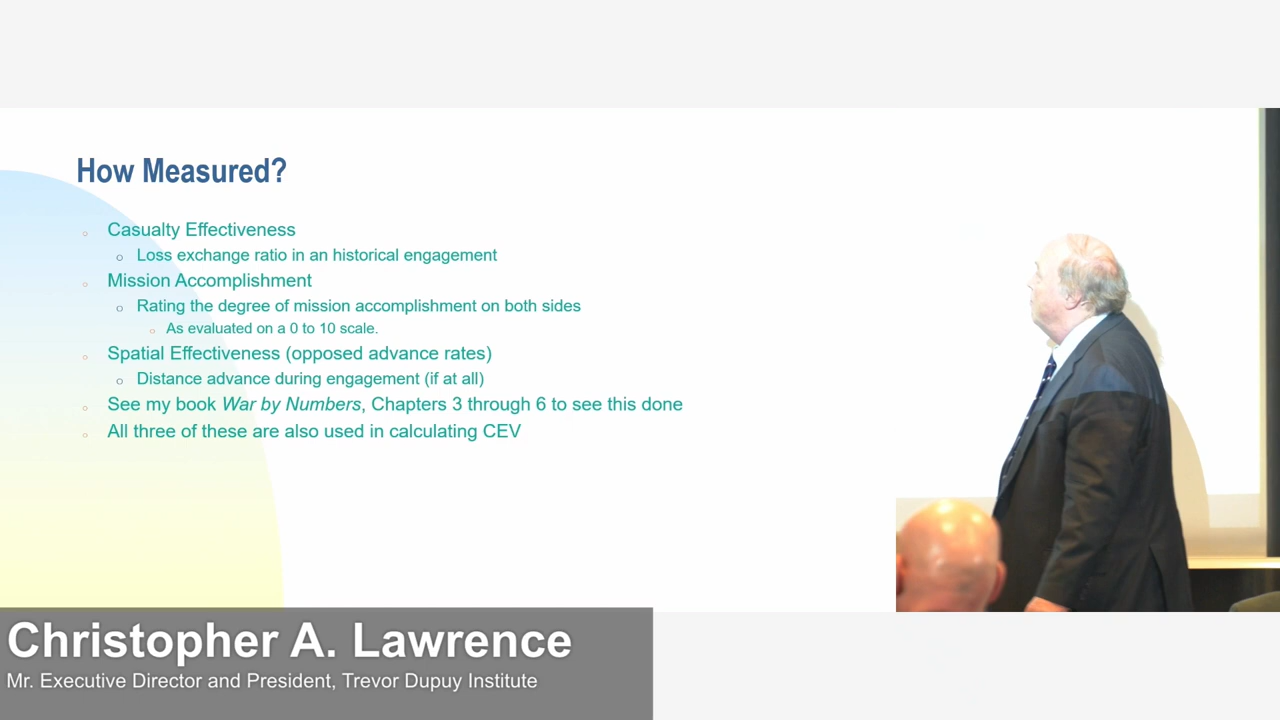 How Measured?
Casualty Effectiveness
Loss exchange ratio in an historical engagement
Mission Accomplishment
Rating the degree of mission accomplishment on both sides
As evaluated on a 0 to 10 scale.
Spatial Effectiveness (opposed advance rates)
Distance advance during engagement (if at all)
See my book War by Numbers, Chapters 3 through 6 to see this done
All three of these are also used in calculating CEV
Christopher A. Lawrence
Mr. Executive Director and President, Trevor Dupuy Institute